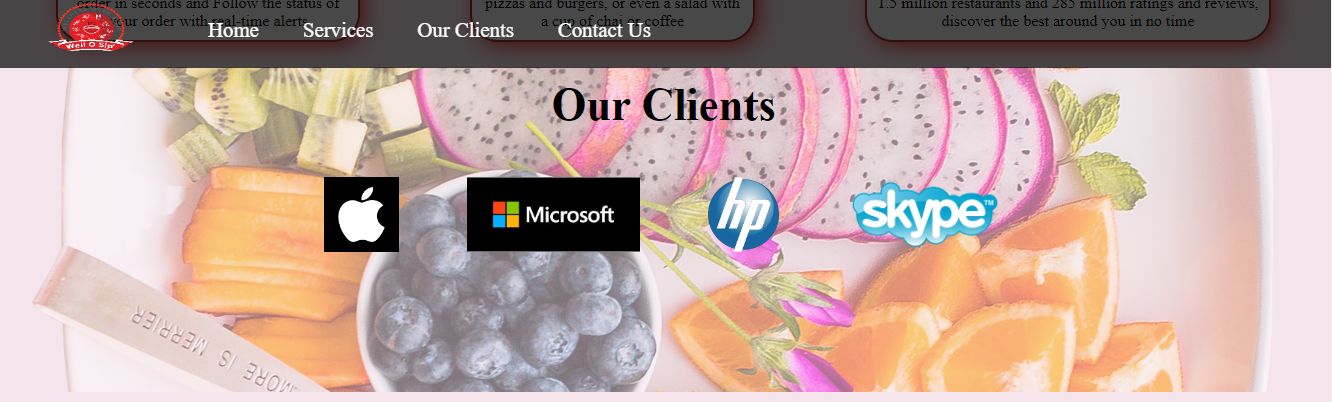 order in seconds and Follow the status of
your order with real-time alerts
pizzas and burgers, or even a salad with
a cup of chai or coffee
1.5 million restaurants and 285 million ratings and reviews,
discover the best around you in no time
Well O Sip
Home Services Our Clients Contact Us
Our Clients
Microsoft
hp
skype™
MORE IS MERRIER